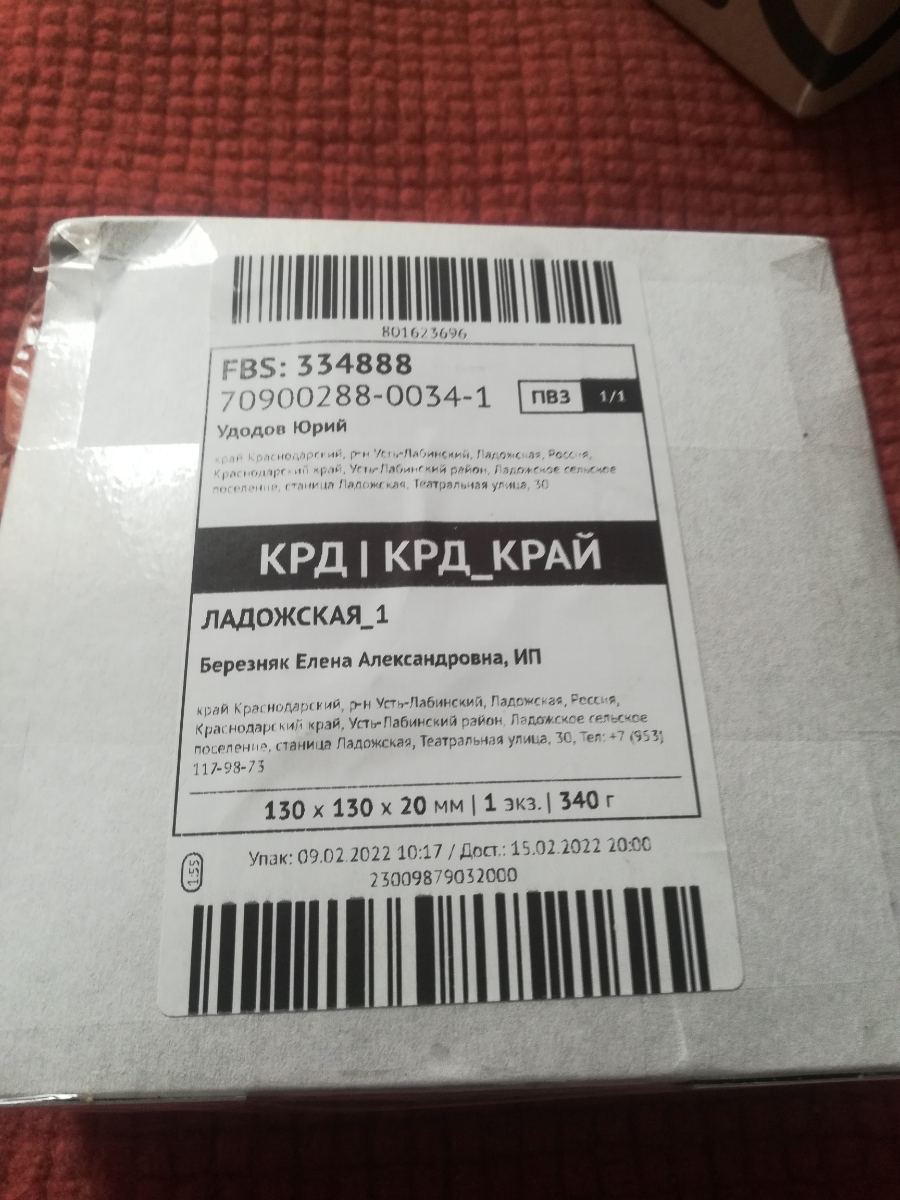 801623696
FBS: 334888
70900288-0034-1
ПВЗ 1/1
Удодов Юрий
край Краснодарский, р-н Усть-Лабинский, Ладожская, Россия,
Краснодарский край, Усть-Лабинский район, Ладожское сельское
поселение, станица Ладожская, Театральная улица, 30
КРД | КРД_КРАЙ
ЛАДОЖСКАЯ_1
Березняк Елена Александровна, ИП
край Краснодарский, р-н Усть-Лабинский, Ладожская, Россия,
Краснодарский край, Усть-Лабинский район, Ладожское сельское
поселение, станица Ладожская, Театральная улица, 30, Тел: +7 (953)
117-98-73
130 x 130 x 20 мм | 1 экз. | 340 г
Упак: 09.02.2022 10:17 / Дост.: 15.02.2022 20:00
1.55
23009879032000